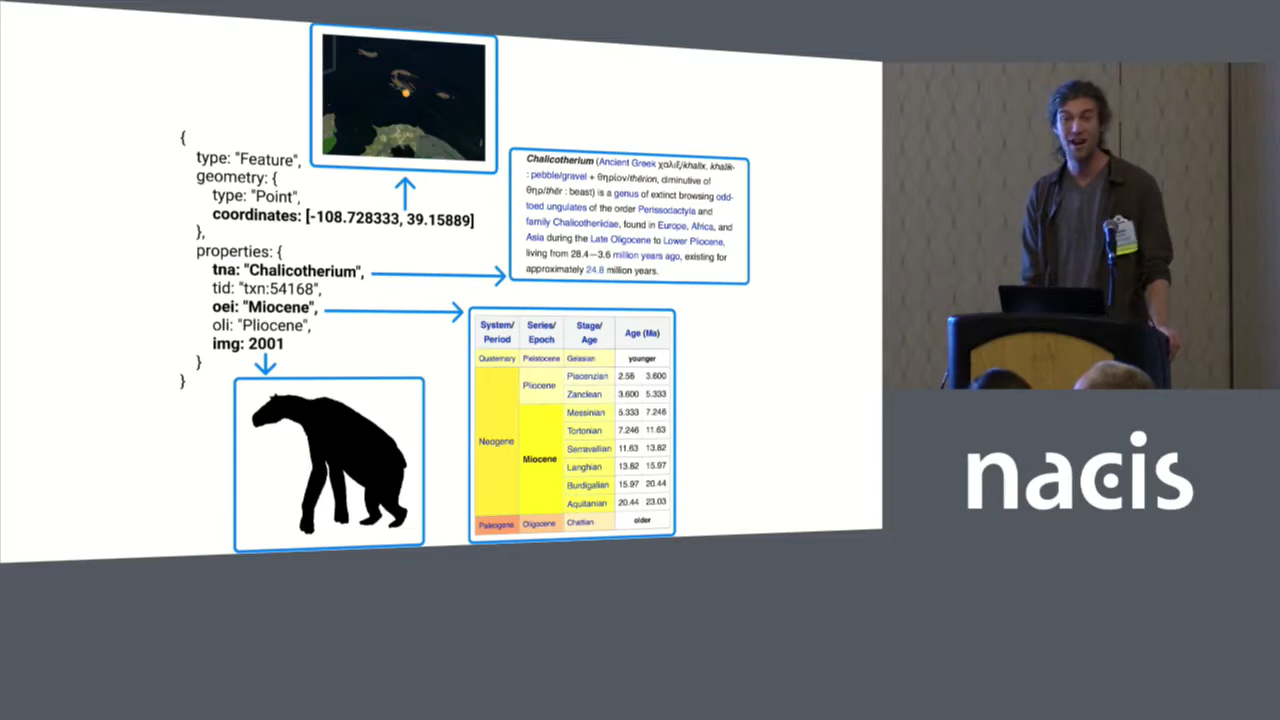 {
type: "Feature",
geometry: {
type: "Point",
coordinates: [-108.728333, 39.15889]
},
properties: {
tna: "Chalicotherium",
tid: "txn:54168",
oei: "Miocene",
oli: "Pliocene",
img: 2001
}
}
Chalicotherium (Ancient Greek χαλιξ/khalix, khalik-
: pebble/gravel + θηρίον/thērion, diminutive of
θηρ/thēr : beast) is a genus of extinct browsing odd-
toed ungulates of the order Perissodactyla and
family Chalicotheriidae, found in Europe, Africa, and
Asia during the Late Oligocene to Lower Pliocene,
living from 28.4—3.6 million years ago, existing for
approximately 24.8 million years.
System/ Series/ Stage/ Age (Ma)
Period Epoch Age
Quaternary Pleistocene Gelasian younger
Neogene Pliocene Piacenzian 2.58 3.600
Zanclean 3.600 5.333
Miocene Messinian 5.333 7.246
Tortonian 7.246 11.63
Serravallian 11.63 13.82
Langhian 13.82 15.97
Burdigalian 15.97 20.44
Aquitanian 20.44 23.03
Paleogene Oligocene Chattian older
nacis